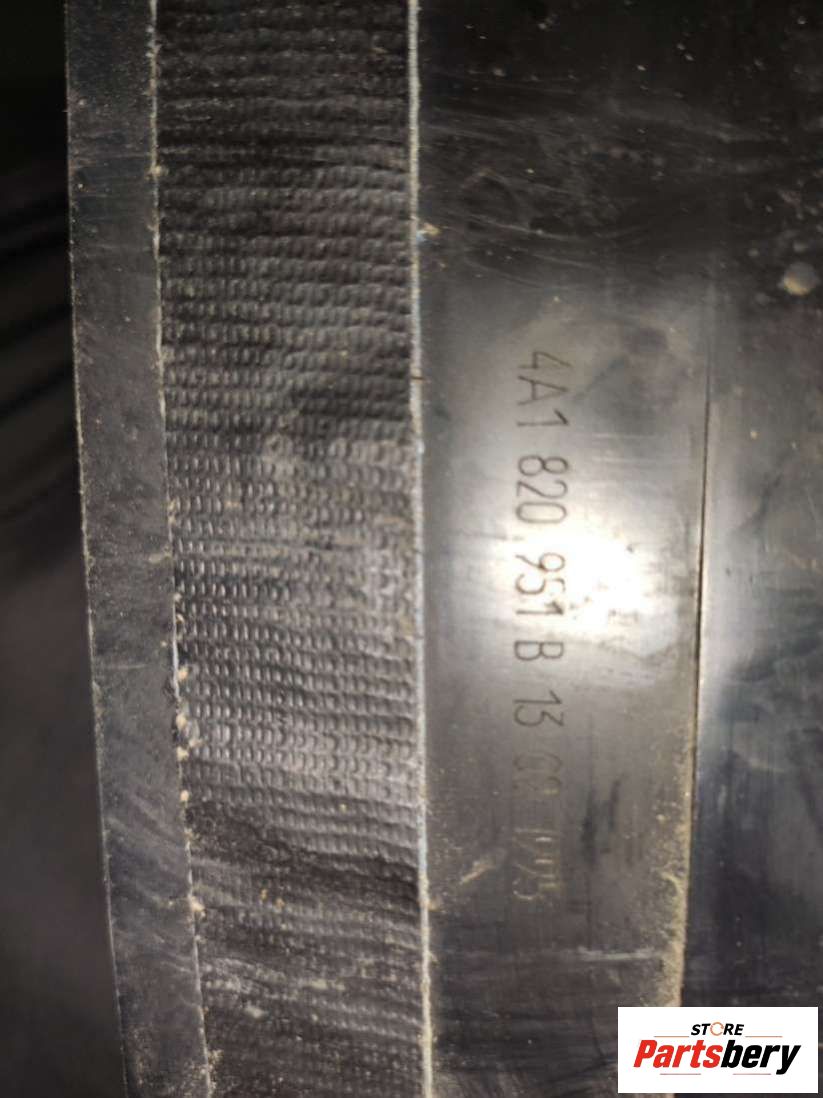 4A1 820 951 B 13
STORE
Partsbery